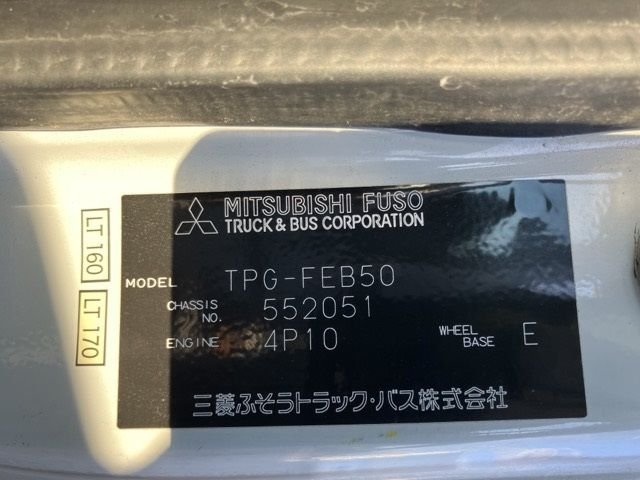 MITSUBISHI FUSO
TRUCK & BUS CORPORATION
LT 160
LT 170
MODEL TPG-FEB50
CHASSIS NO. 552051
ENGINE 4P10 WHEEL BASE E
三菱ふそうトラック・バス株式会社